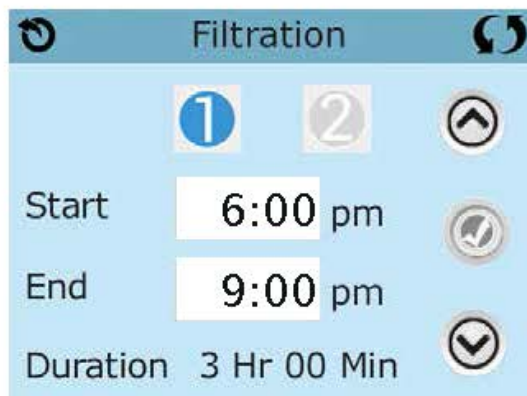 Filtration
1 2
Start 6:00 pm
End 9:00 pm
Duration 3 Hr 00 Min